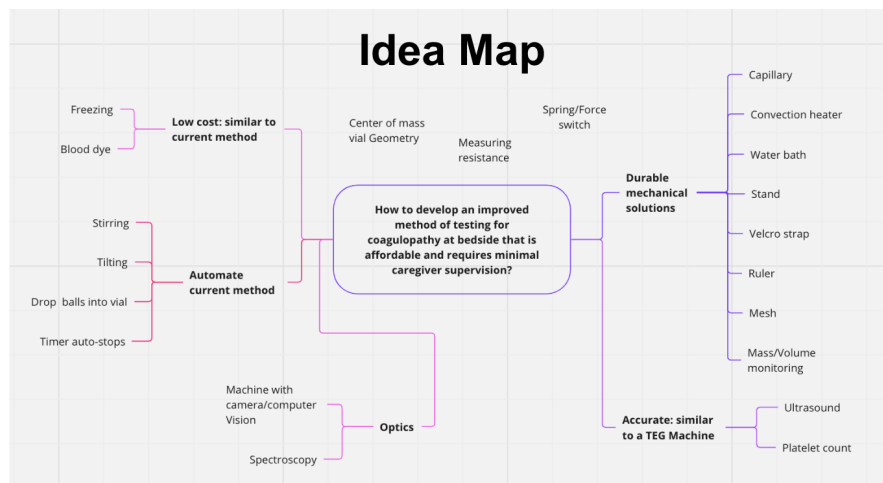 Idea Map
Freezing
Blood dye
Low cost: similar to
current method
Center of mass
vial Geometry
Measuring
resistance
Spring/Force
switch
How to develop an improved
method of testing for
coagulopathy at bedside that is
affordable and requires minimal
caregiver supervision?
Stirring
Tilting
Drop balls into vial
Timer auto-stops
Automate
current method
Machine with
camera/computer
Vision
Spectroscopy
Optics
Durable
mechanical
solutions
Capillary
Convection heater
Water bath
Stand
Velcro strap
Ruler
Mesh
Mass/Volume
monitoring
Accurate: similar
to a TEG Machine
Ultrasound
Platelet count